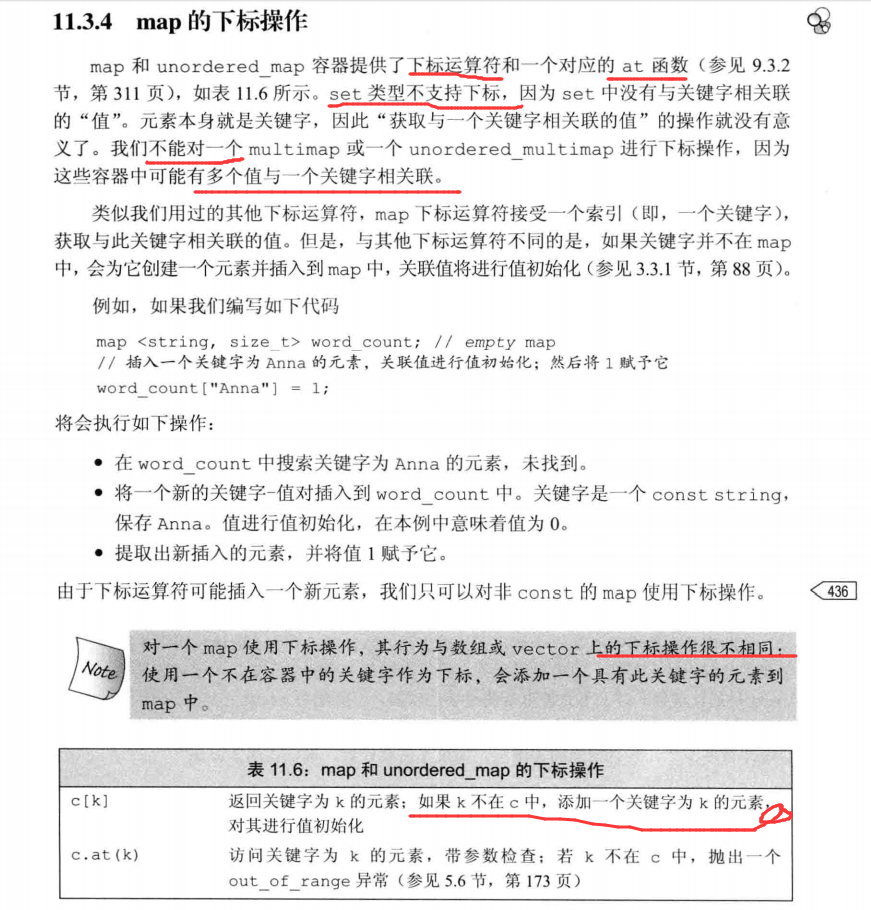 11.3.4 map 的下标操作
map 和 unordered_map 容器提供了下标运算符和一个对应的 at 函数（参见 9.3.2
节，第 311 页），如表 11.6 所示。set 类型不支持下标，因为 set 中没有与关键字相关联
的“值”。元素本身就是关键字，因此“获取与一个关键字相关联的值”的操作就没有意
义了。我们不能对一个 multimap 或一个 unordered_multimap 进行下标操作，因为
这些容器中可能有多个值与一个关键字相关联。
类似我们用过的其他下标运算符，map 下标运算符接受一个索引（即，一个关键字），
获取与此关键字相关联的值。但是，与其他下标运算符不同的是，如果关键字并不在 map
中，会为它创建一个元素并插入到 map 中，关联值将进行值初始化（参见 3.3.1 节，第 88 页）。
例如，如果我们编写如下代码
map <string, size_t> word_count; // empty map
// 插入一个关键字为 Anna 的元素，关联值进行值初始化；然后将 1 赋予它
word_count["Anna"] = 1;
将会执行如下操作：
• 在 word_count 中搜索关键字为 Anna 的元素，未找到。
• 将一个新的关键字-值对插入到 word_count 中。关键字是一个 const string，
保存 Anna。值进行值初始化，在本例中意味着值为 0。
• 提取出新插入的元素，并将值 1 赋予它。
由于下标运算符可能插入一个新元素，我们只可以对非 const 的 map 使用下标操作。
436
Note
对一个 map 使用下标操作，其行为与数组或 vector 上的下标操作很不相同：
使用一个不在容器中的关键字作为下标，会添加一个具有此关键字的元素到
map 中。
表 11.6：map 和 unordered_map 的下标操作
c[k] 返回关键字为 k 的元素；如果 k 不在 c 中，添加一个关键字为 k 的元素，
对其进行值初始化
c.at(k) 访问关键字为 k 的元素，带参数检查；若 k 不在 c 中，抛出一个
out_of_range 异常（参见 5.6 节，第 173 页）